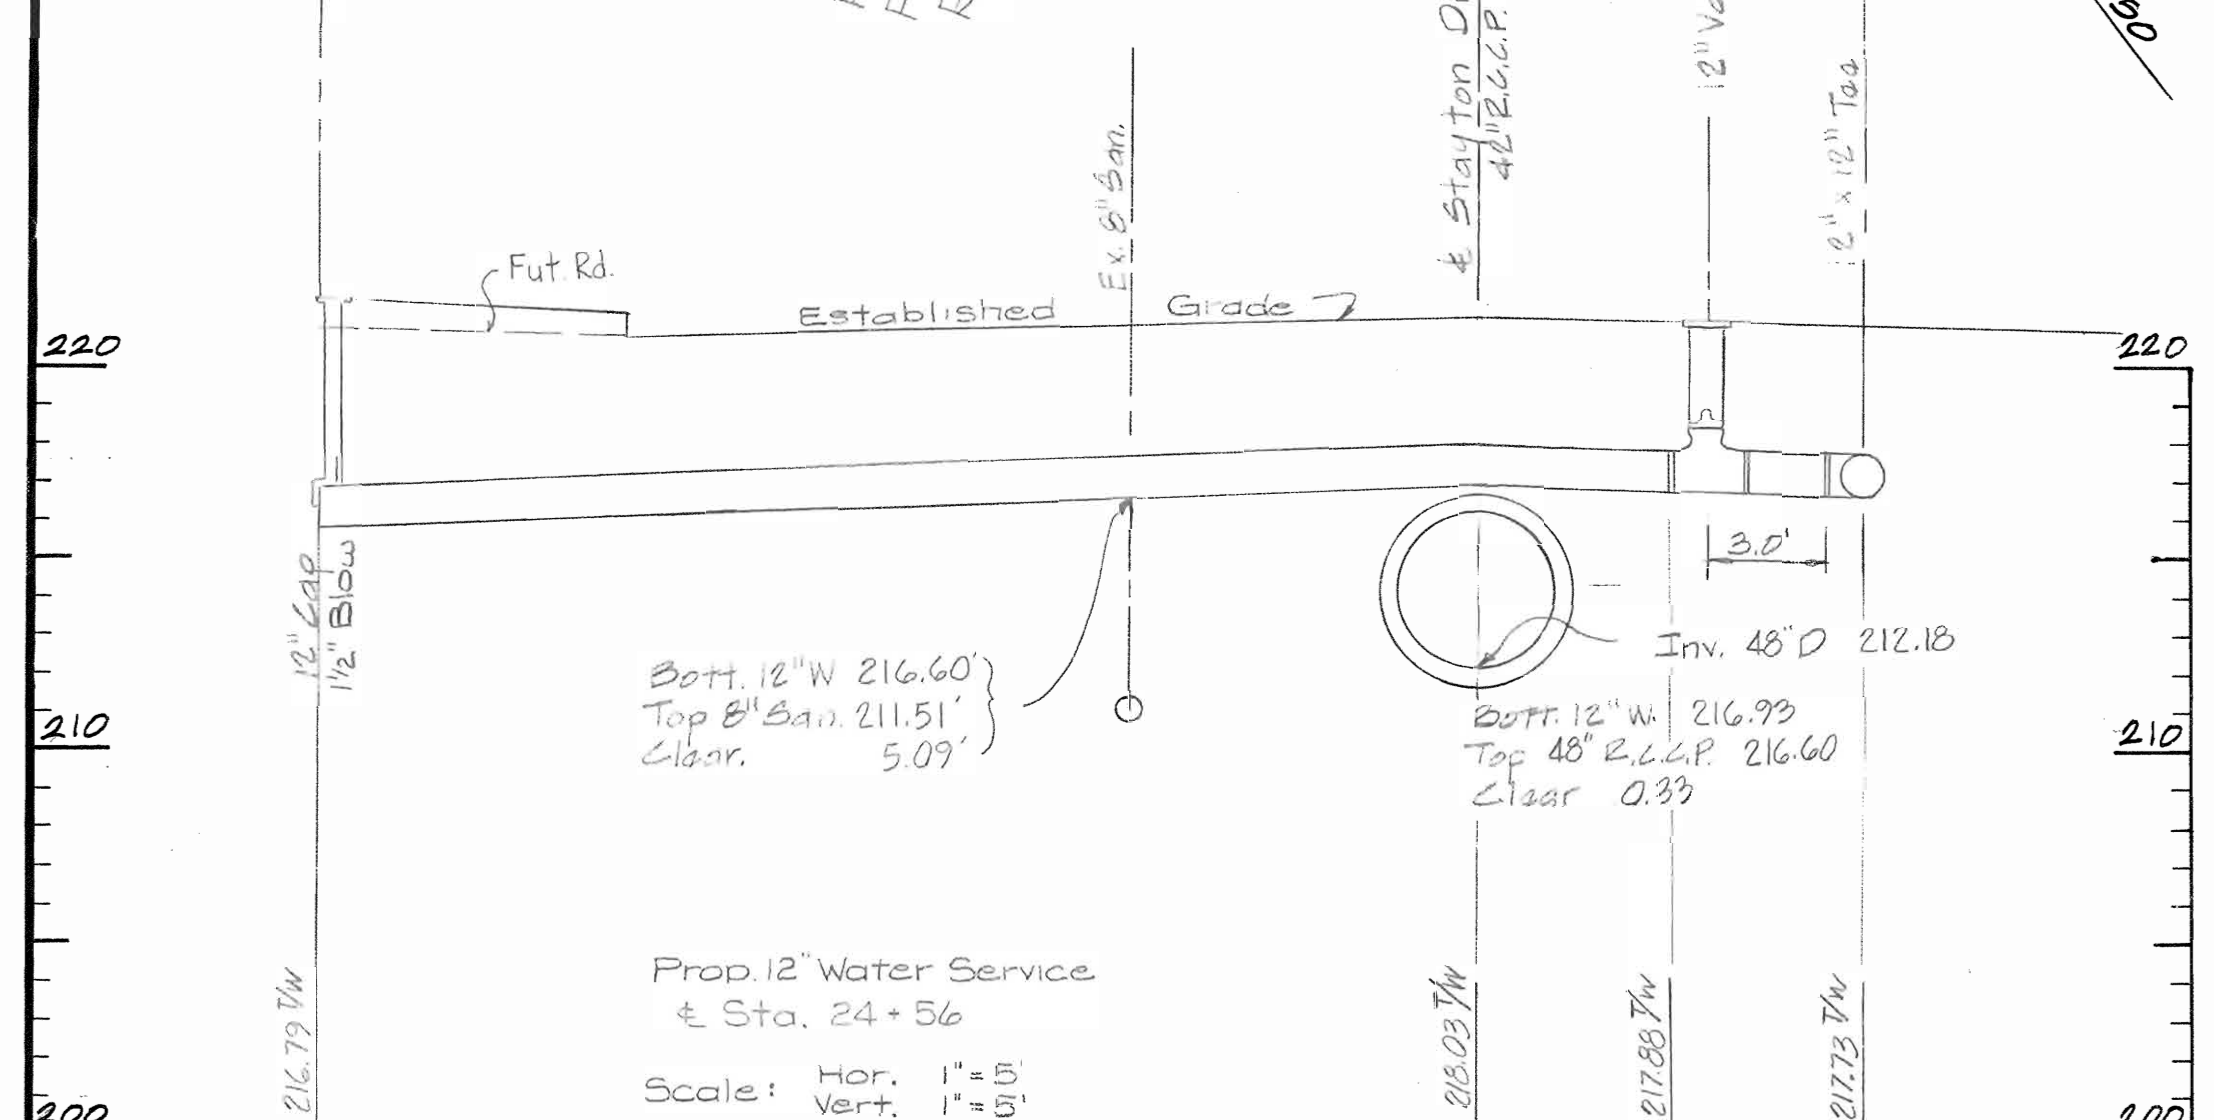 50
Ex. 8" San.
℄ Stayton
42" R.C.C.P.
12"
12" x 12" Tee
Fut. Rd.
Established Grade
220
220
12" Cap
1½" Blow
3.0'
Inv. 48" D 212.18
Bott. 12" W 216.60'
Top 8" San. 211.51'
Clear. 5.09'
Bott. 12" W. 216.93
Top 48" R.C.C.P. 216.60
Clear 0.33
210
210
Prop. 12" Water Service
℄ Sta. 24+56
Scale: Hor. 1" = 5'
Vert. 1" = 5'
216.79 T/W
218.03 T/W
217.88 T/W
217.73 T/W
200
200